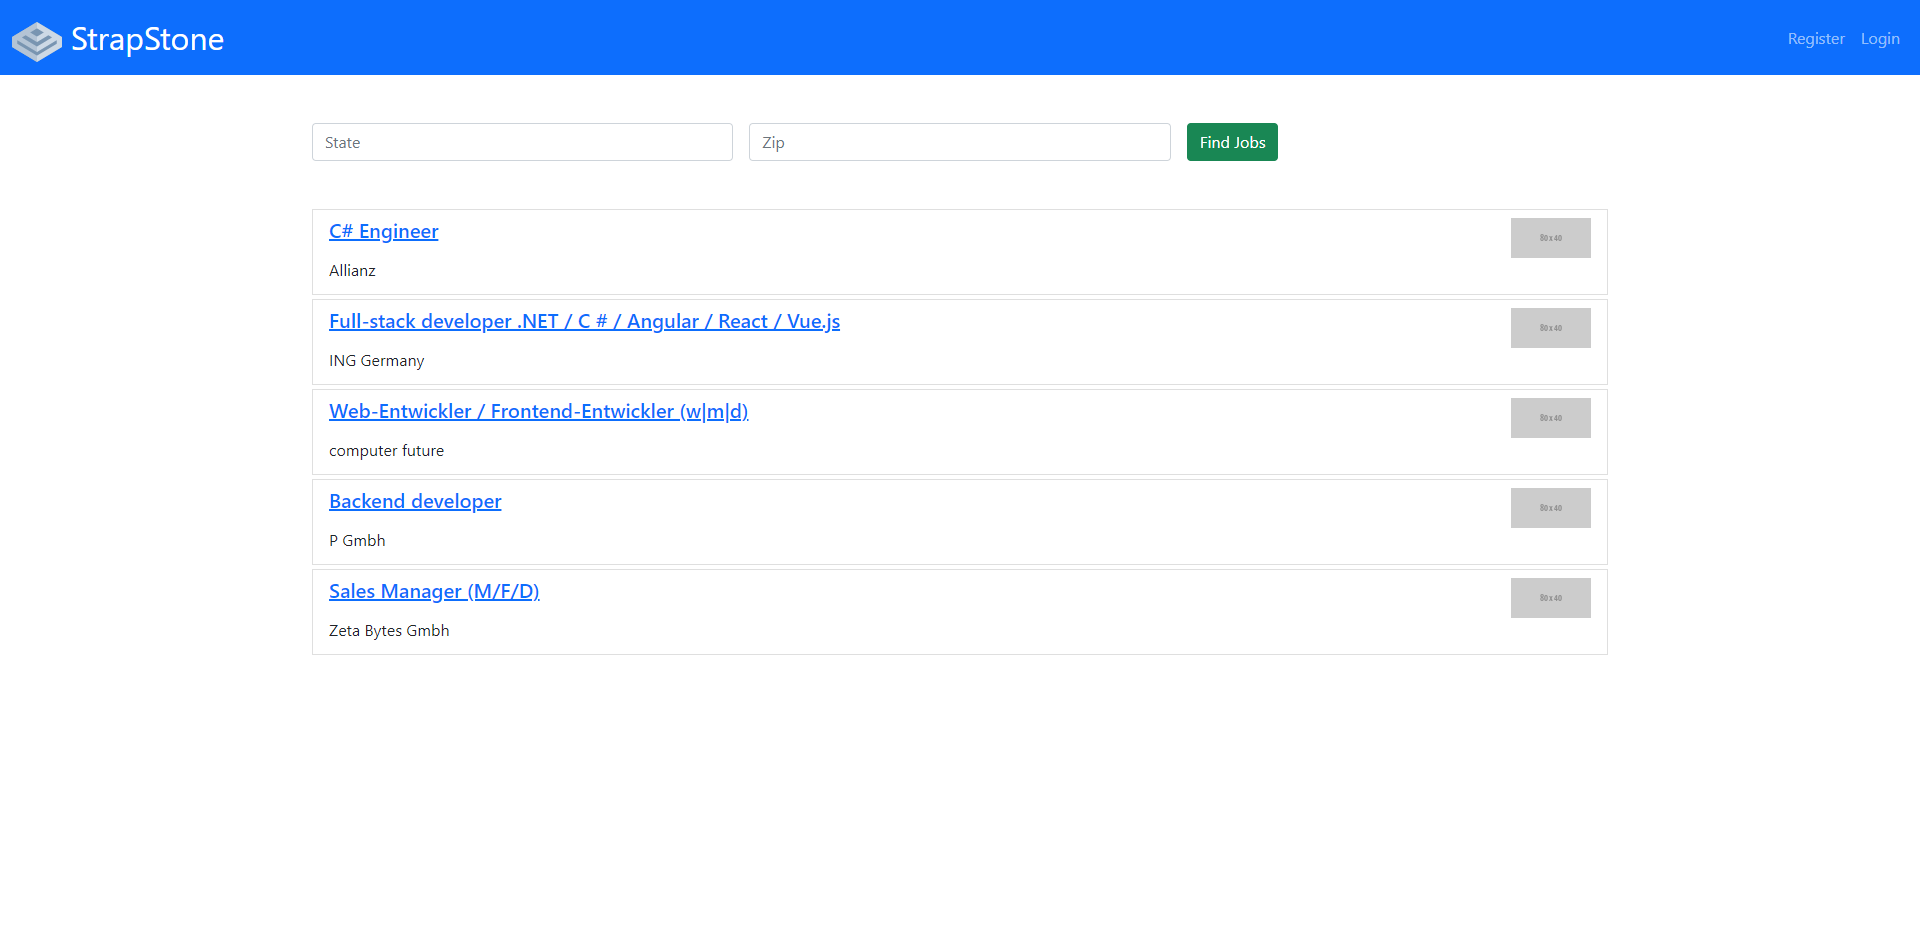 StrapStone
Register Login
State
Zip
Find Jobs
C# Engineer
80x40
Allianz
Full-stack developer .NET / C # / Angular / React / Vue.js
80x40
ING Germany
Web-Entwickler / Frontend-Entwickler (w|m|d)
80x40
computer future
Backend developer
80x40
P Gmbh
Sales Manager (M/F/D)
80x40
Zeta Bytes Gmbh